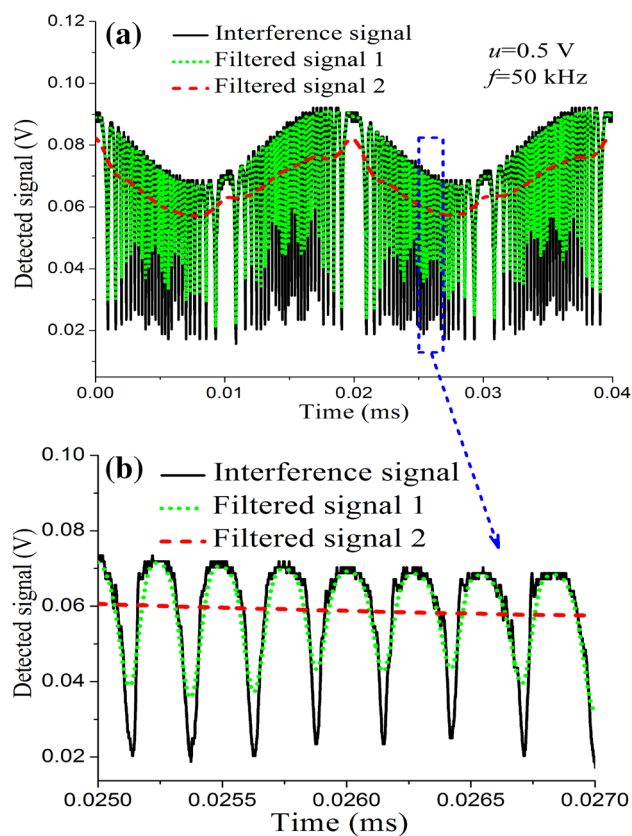 (a)
Interference signal
Filtered signal 1
Filtered signal 2
u=0.5 V
f=50 kHz
0.12
0.10
0.08
0.06
0.04
0.02
Detected signal (V)
0.00 0.01 0.02 0.03 0.04
Time (ms)
(b)
Interference signal
Filtered signal 1
Filtered signal 2
0.10
0.08
0.06
0.04
0.02
Detected signal (V)
0.0250 0.0255 0.0260 0.0265 0.0270
Time (ms)